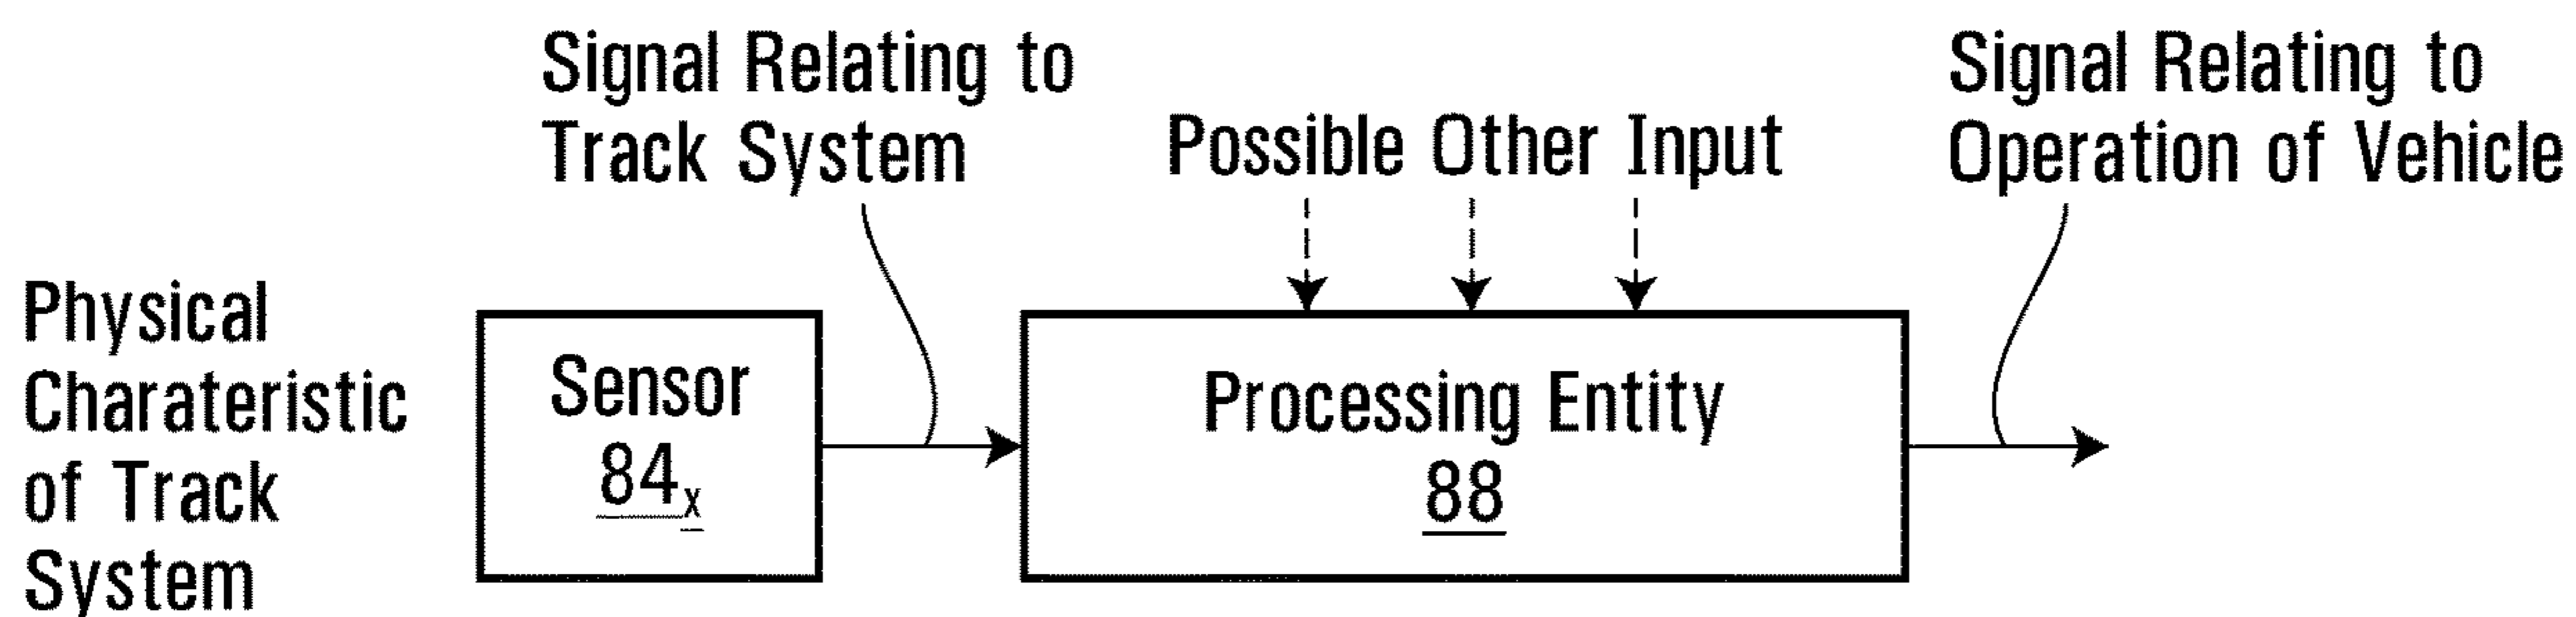 Signal Relating to
Track System
Possible Other Input
Signal Relating to
Operation of Vehicle
Physical
Charateristic
of Track
System
Sensor
84x
Processing Entity
88